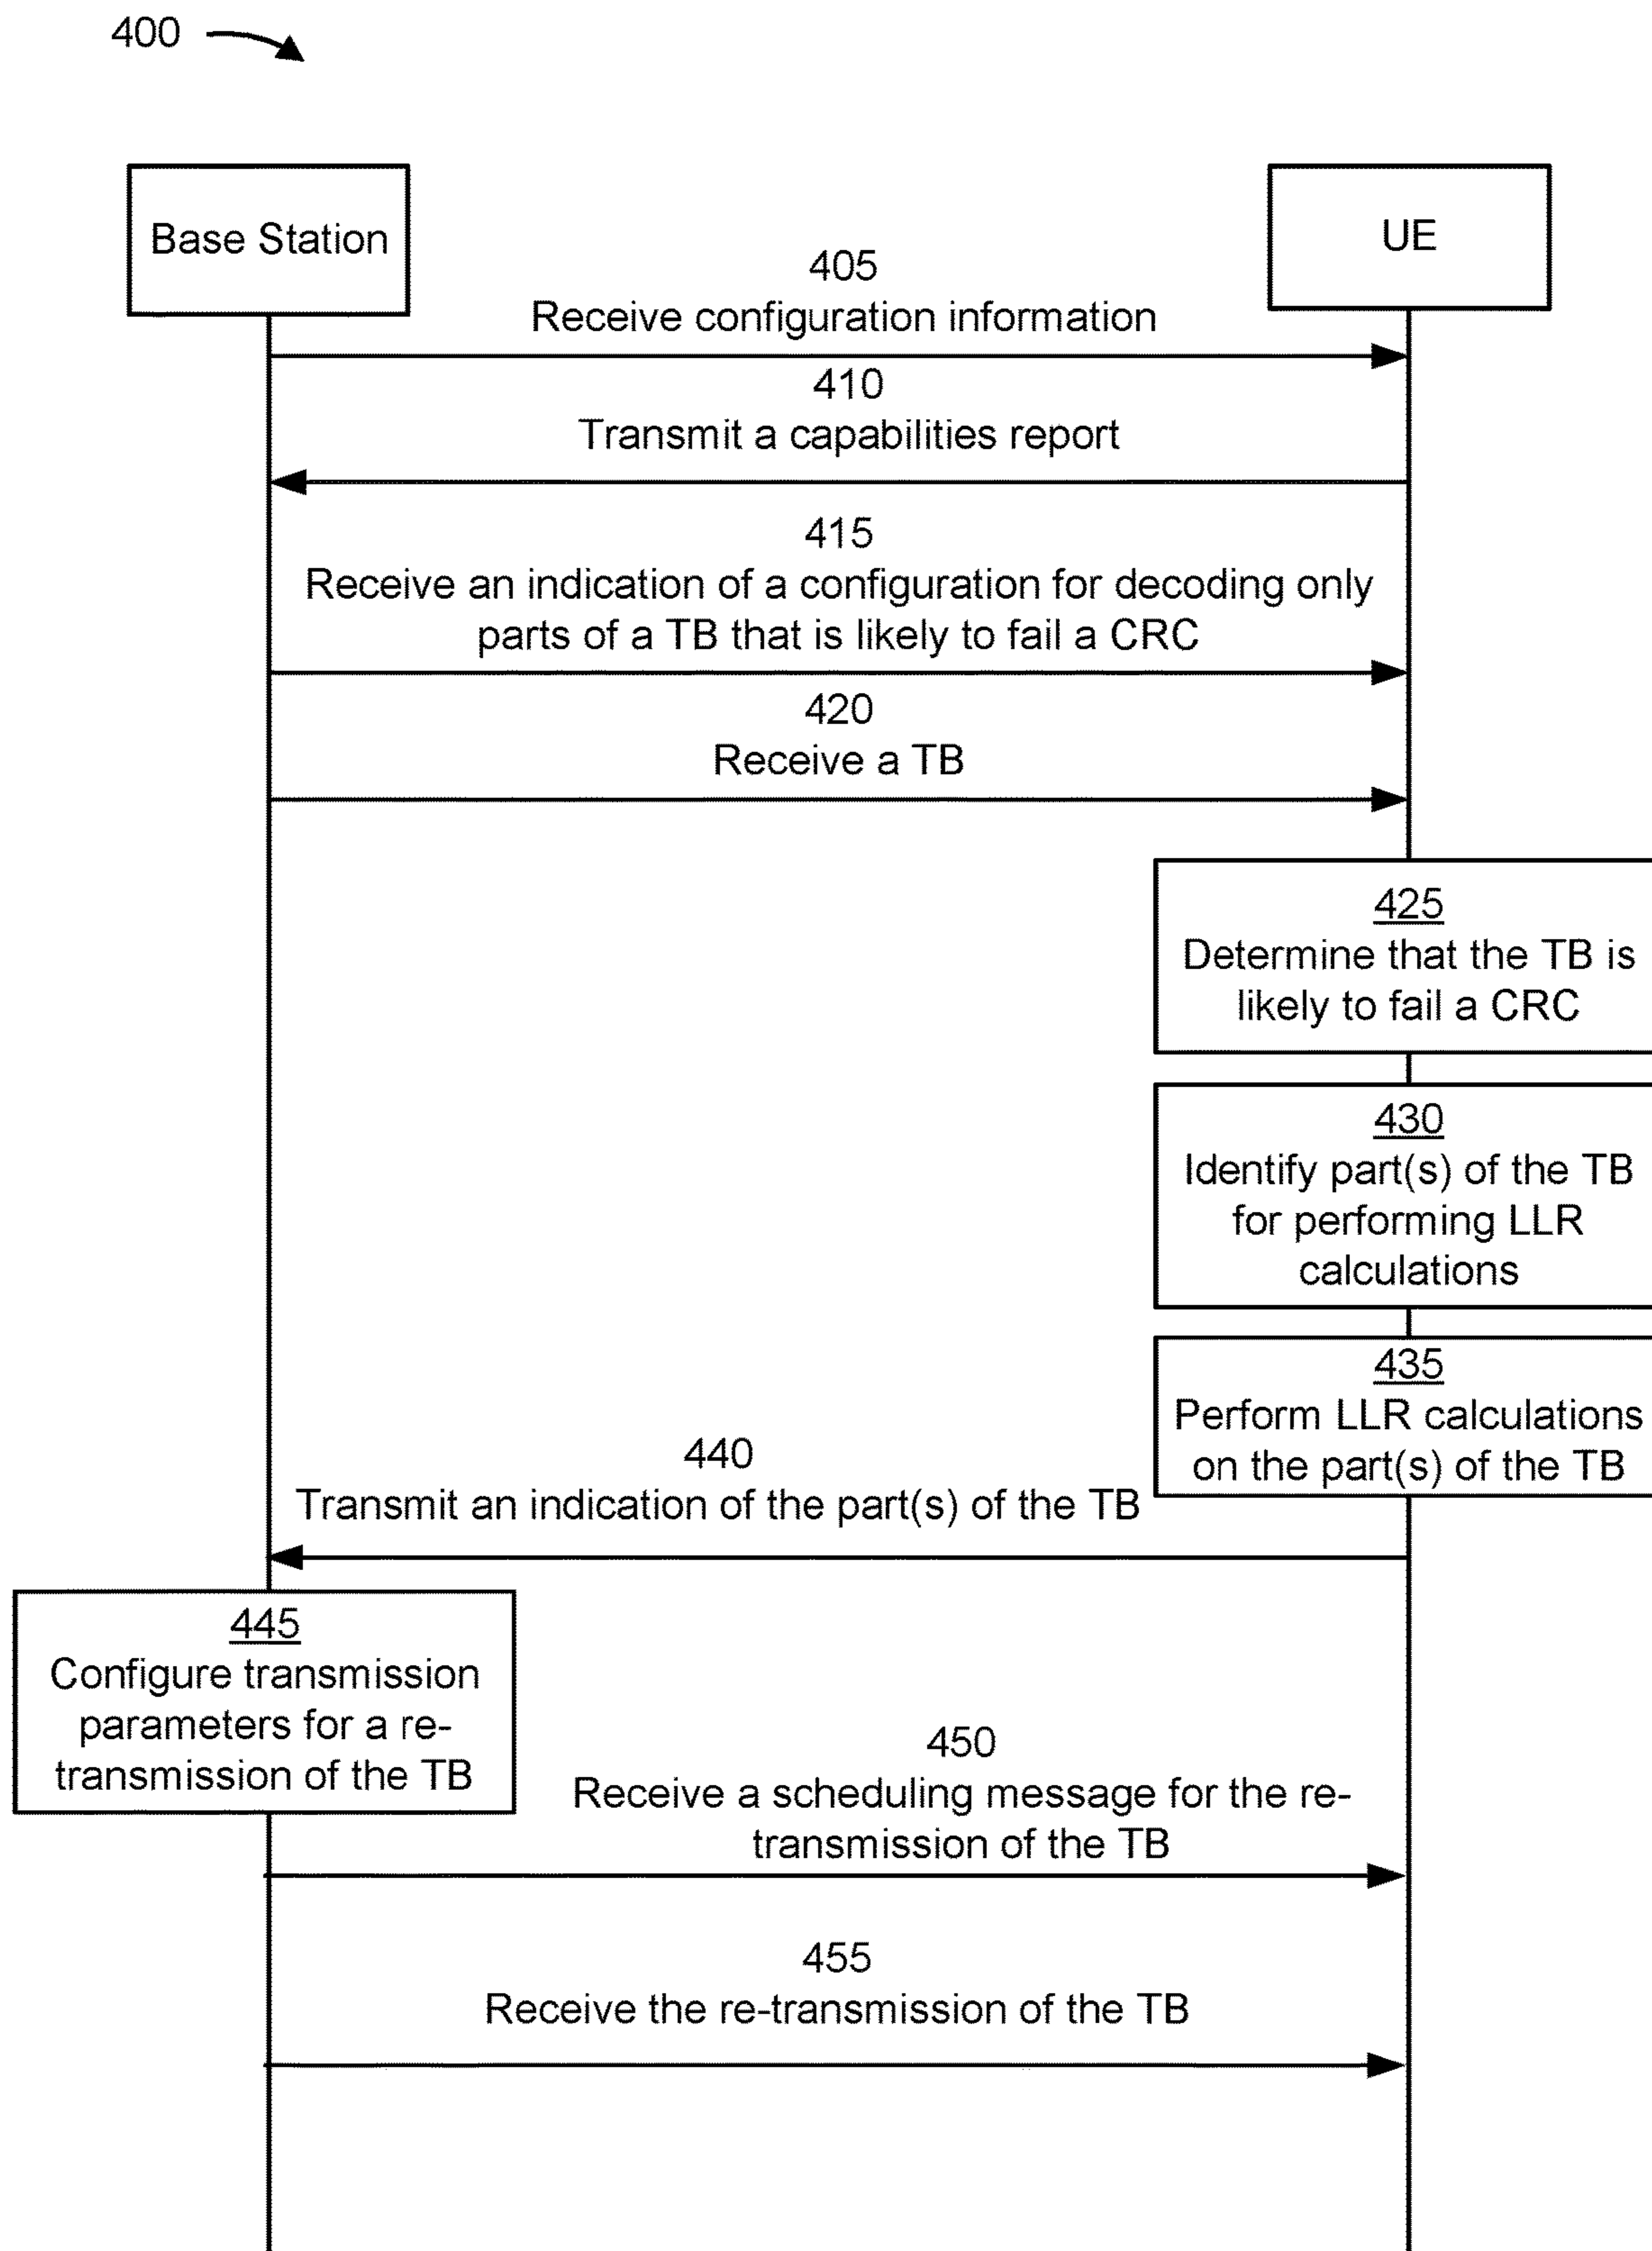 400
Base Station
UE
405
Receive configuration information
410
Transmit a capabilities report
415
Receive an indication of a configuration for decoding only
parts of a TB that is likely to fail a CRC
420
Receive a TB
425
Determine that the TB is
likely to fail a CRC
430
Identify part(s) of the TB
for performing LLR
calculations
435
Perform LLR calculations
on the part(s) of the TB
440
Transmit an indication of the part(s) of the TB
445
Configure transmission
parameters for a re-
transmission of the TB
450
Receive a scheduling message for the re-
transmission of the TB
455
Receive the re-transmission of the TB